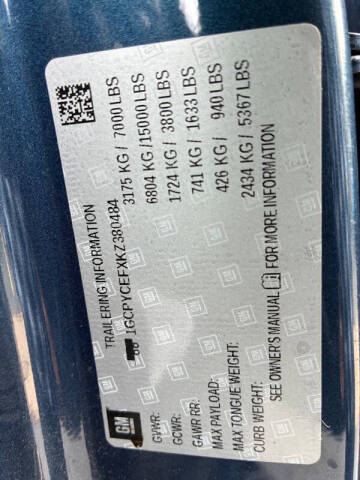 TRAILERING INFORMATION
1GCPYCEFXKZ380484
GM
GVWR: 3175 KG / 7000 LBS
GCWR: 6804 KG / 15000 LBS
GAWR RR: 1724 KG / 3800 LBS
MAX PAYLOAD: 741 KG / 1633 LBS
MAX TONGUE WEIGHT: 426 KG / 940 LBS
CURB WEIGHT: 2434 KG / 5367 LBS
SEE OWNER'S MANUAL FOR MORE INFORMATION